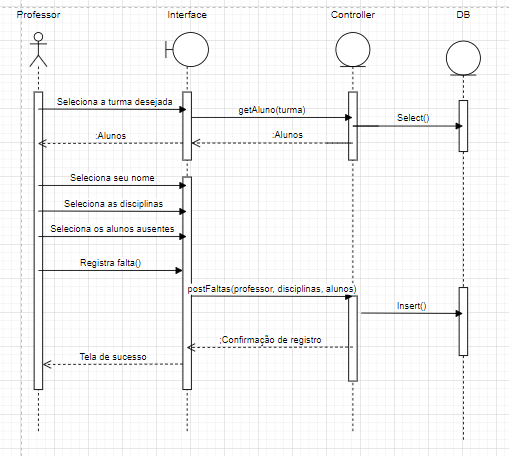 Professor
Interface
Controller
DB
Seleciona a turma desejada
getAluno(turma)
Select()
:Alunos
:Alunos
Seleciona seu nome
Seleciona as disciplinas
Seleciona os alunos ausentes
Registra falta()
postFaltas(professor, disciplinas, alunos)
Insert()
:Confirmação de registro
Tela de sucesso